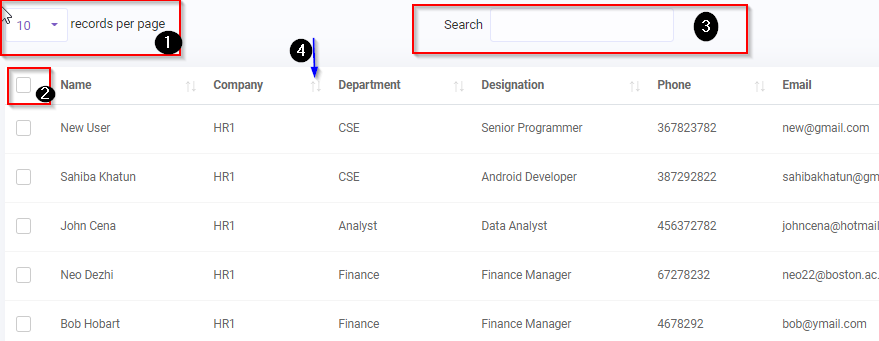 10 records per page 1 Search 3
4
2 Name Company Department Designation Phone Email
New User HR1 CSE Senior Programmer 367823782 new@gmail.com
Sahiba Khatun HR1 CSE Android Developer 387292822 sahibakhatun@gm
John Cena HR1 Analyst Data Analyst 456372782 johncena@hotmail
Neo Dezhi HR1 Finance Finance Manager 67278232 neo22@boston.ac.
Bob Hobart HR1 Finance Finance Manager 4678292 bob@ymail.com